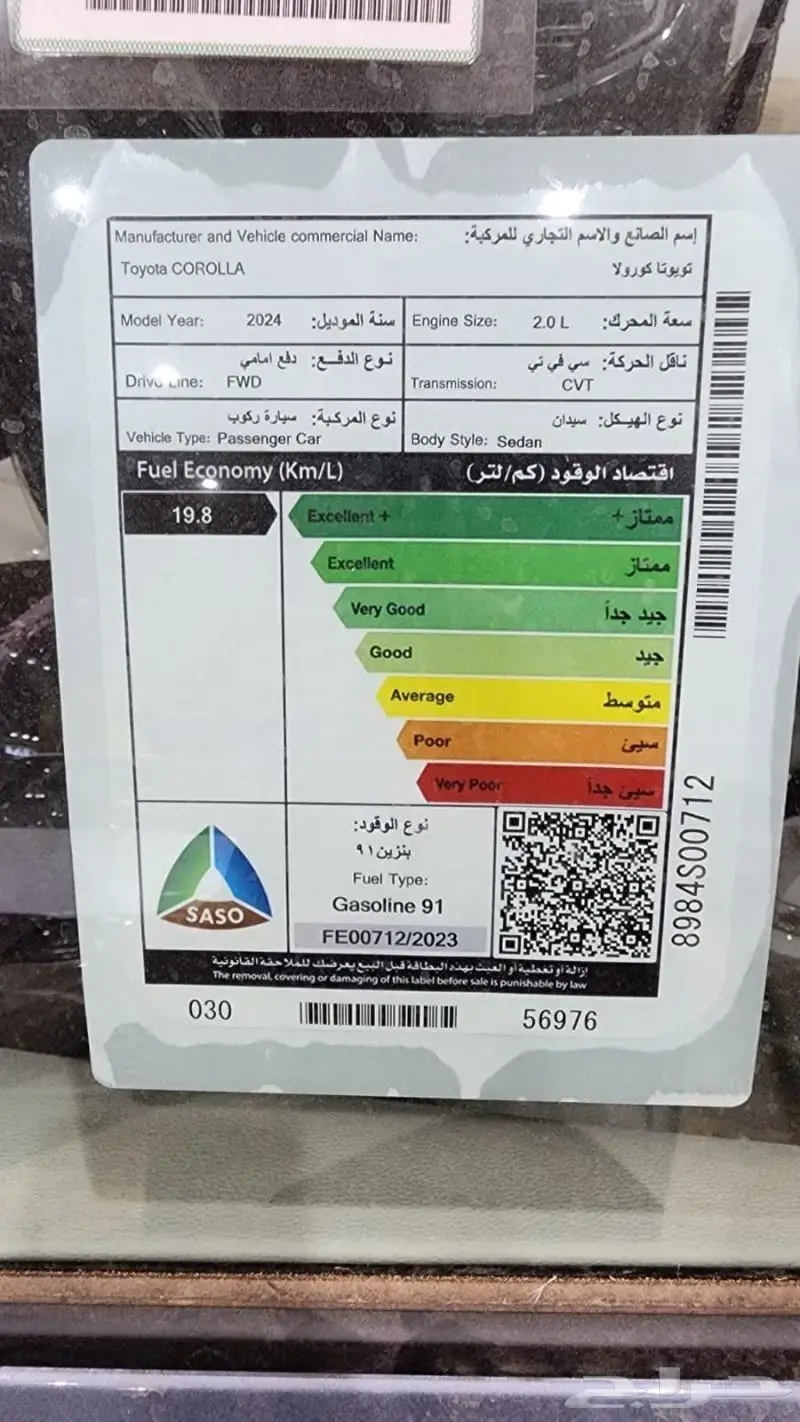 Manufacturer and Vehicle commercial Name: إسم الصانع والاسم التجاري للمركبة:
Toyota COROLLA تويوتا كورولا
Model Year: 2024 سنة الموديل: Engine Size: 2.0 L سعة المحرك:
نوع الدفـع: دفع امامي ناقل الحركة: سي في تي
Drive Line: FWD Transmission: CVT
نوع المركبة: سيارة ركوب نوع الهيكل: سيدان
Vehicle Type: Passenger Car Body Style: Sedan
Fuel Economy (Km/L) اقتصاد الوقود (كم/لتر)
19.8 Excellent + ممتاز+
Excellent ممتاز
Very Good جيد جداً
Good جيد
Average متوسط
Poor سيئ
Very Poor سيئ جداً
SASO
نوع الوقود:
بنزين ٩١
Fuel Type:
Gasoline 91
FE00712/2023
إزالة أو تغطية أو العبث بهذه البطاقة قبل البيع يعرضك للملاحقة القانونية
The removal, covering or damaging of this label before sale is punishable by law
030 56976
8984S00712
حراج